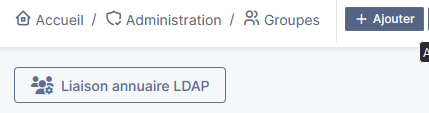 Accueil / Administration / Groupes + Ajouter
A
Liaison annuaire LDAP